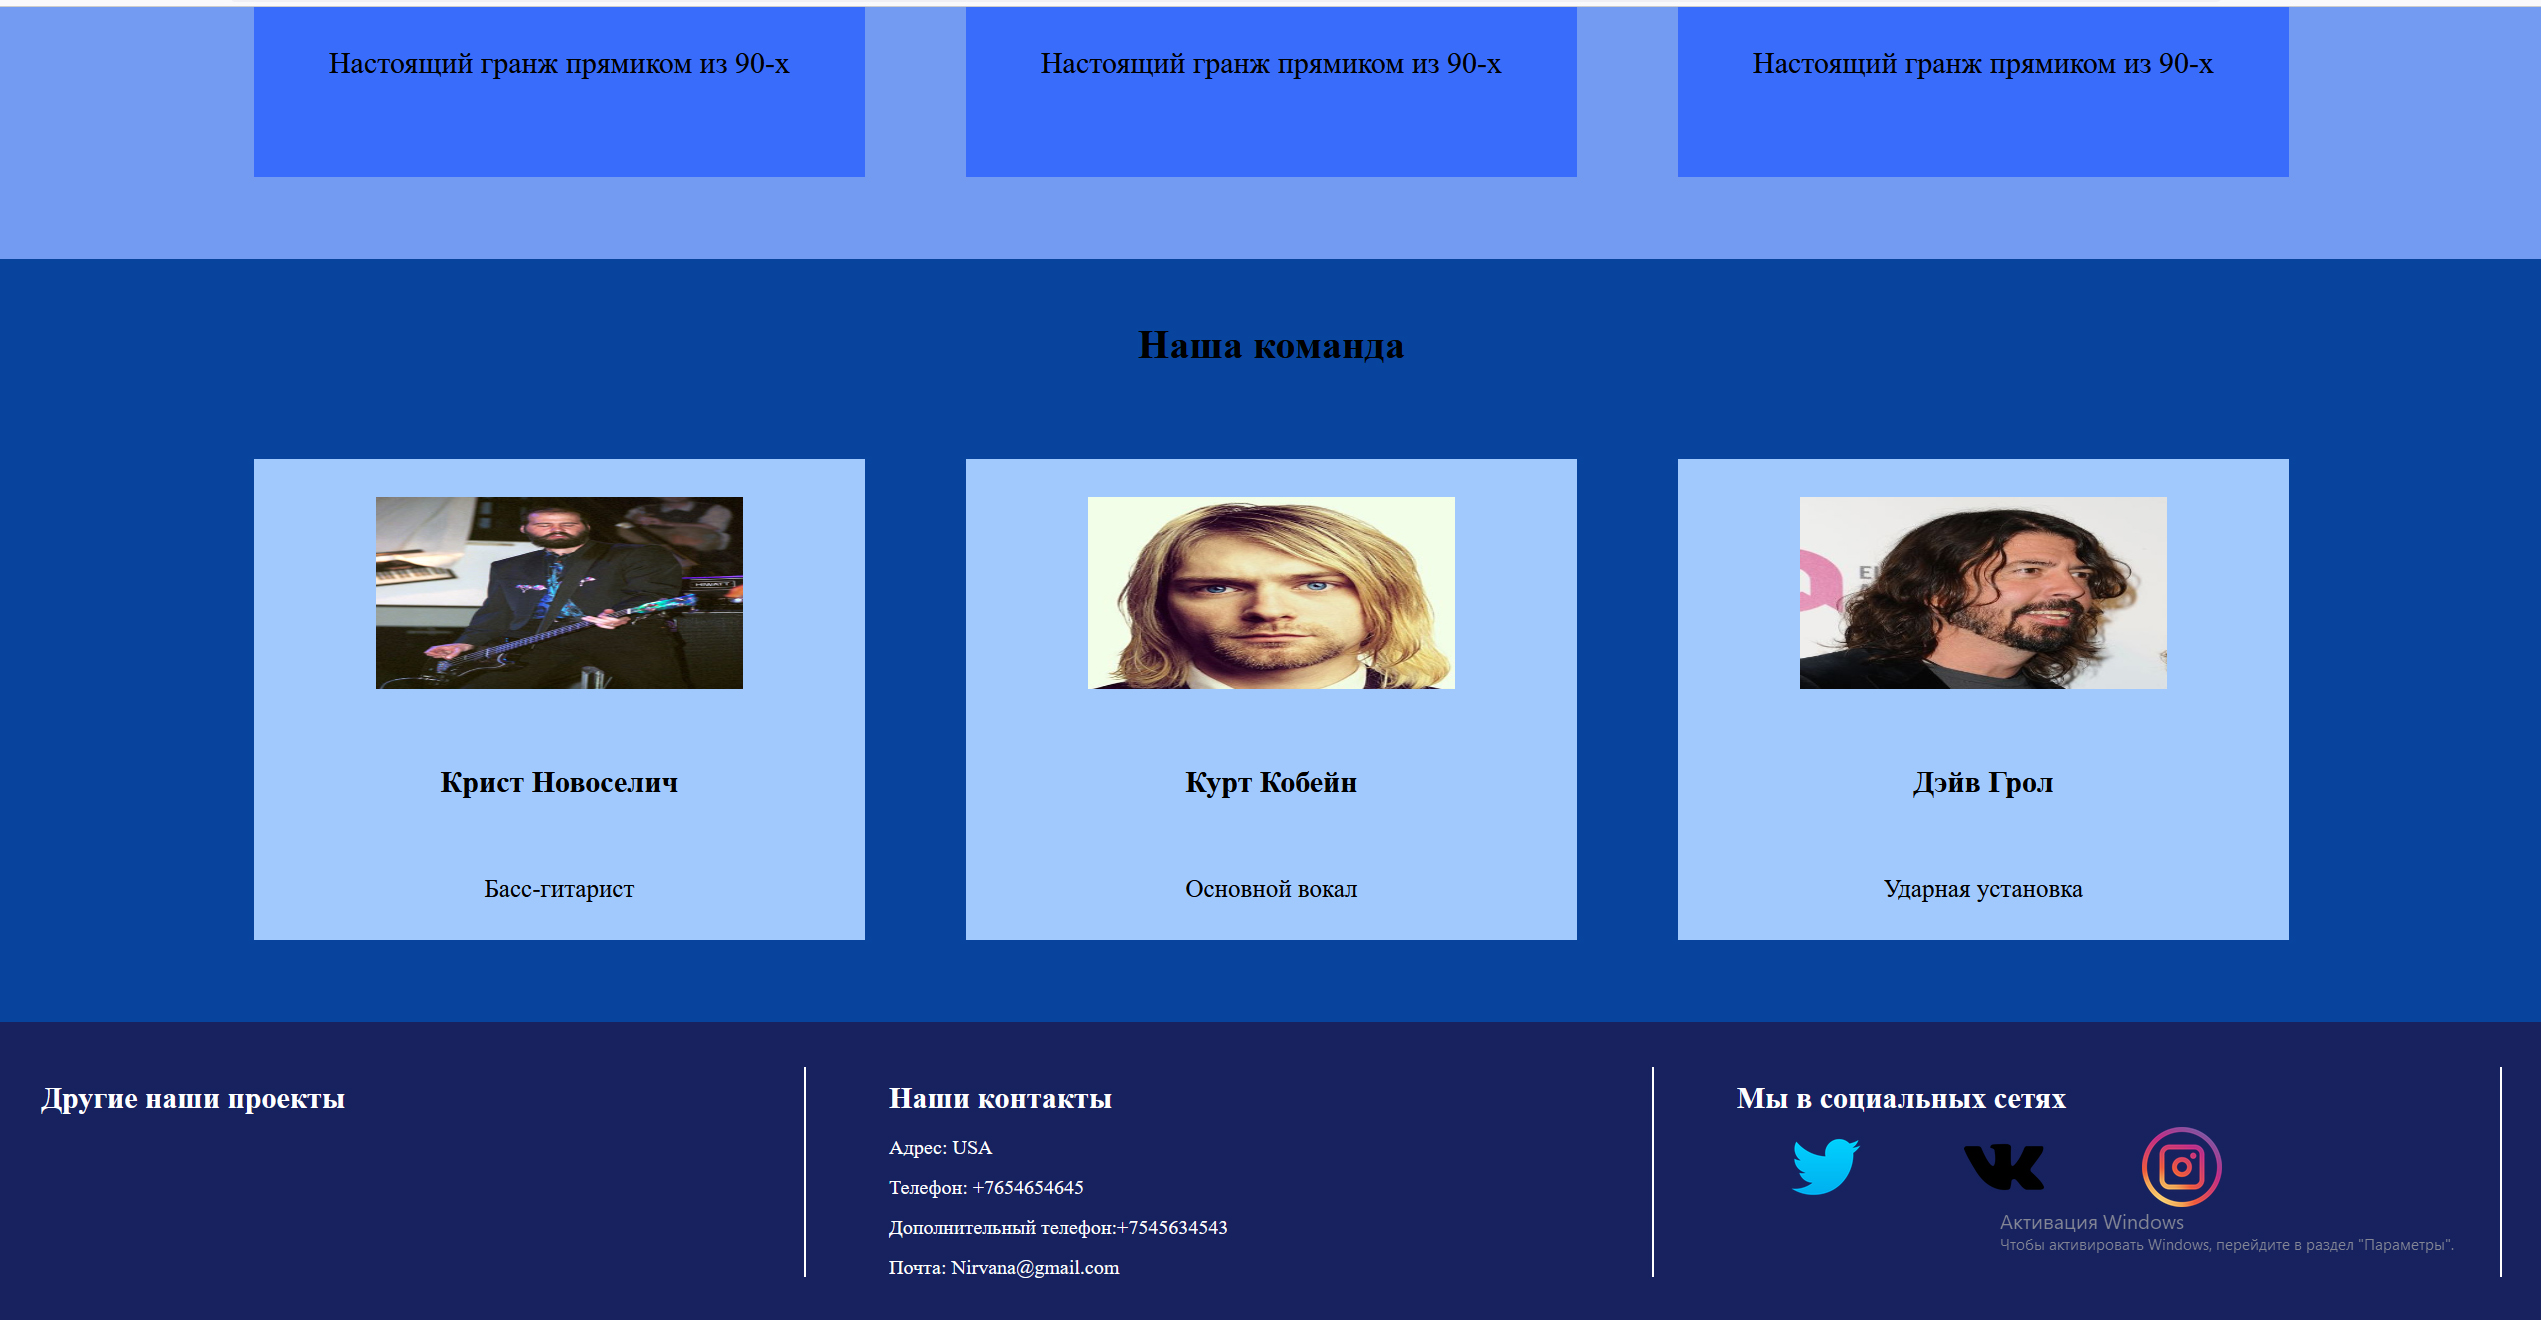 Настоящий гранж прямиком из 90-х
Настоящий гранж прямиком из 90-х
Настоящий гранж прямиком из 90-х
Наша команда
HIWATT
El
Крист Новоселич
Курт Кобейн
Дэйв Грол
Басс-гитарист
Основной вокал
Ударная установка
Другие наши проекты
Наши контакты
Адрес: USA
Телефон: +7654654645
Дополнительный телефон:+7545634543
Почта: Nirvana@gmail.com
Мы в социальных сетях
Активация Windows
Чтобы активировать Windows, перейдите в раздел "Параметры".